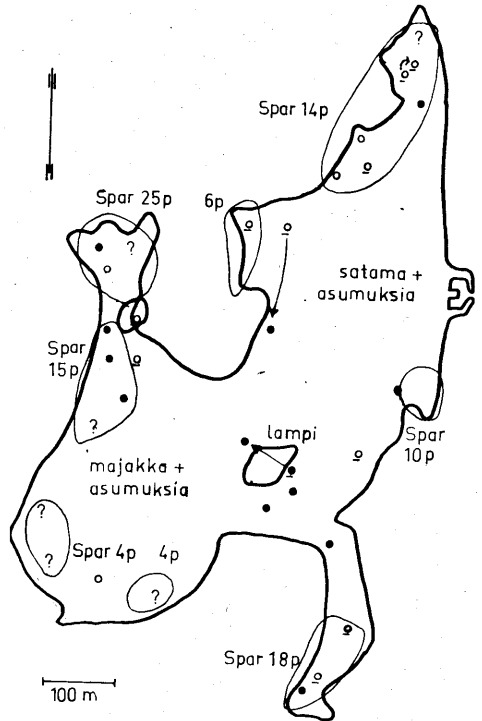 ?
Spar 14p
Spar 25p
6p
?
satama +
asumuksia
Spar
15p
?
lampi
Spar
10p
majakka +
asumuksia
?
?
Spar 4p 4p
?
Spar 18p
100 m